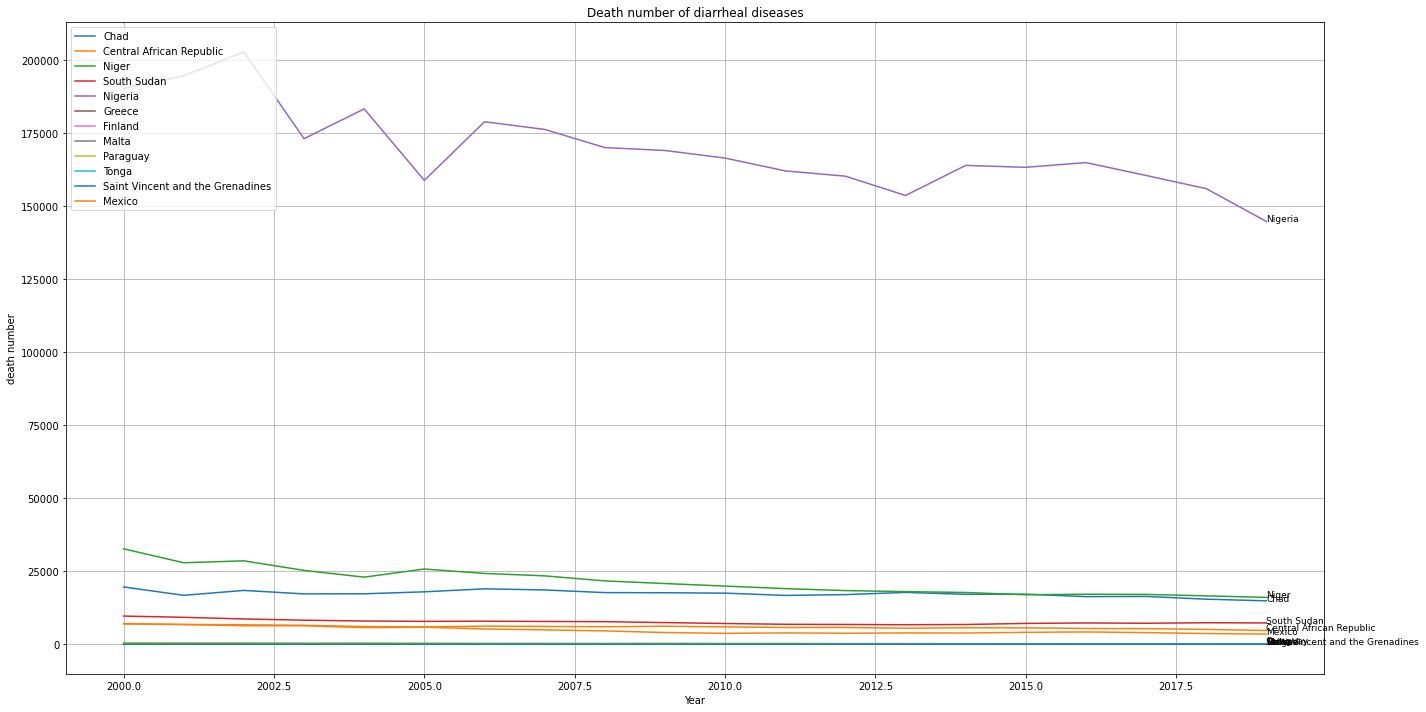 Death number of diarrheal diseases
Chad
Central African Republic
Niger
South Sudan
Nigeria
Greece
Finland
Malta
Paraguay
Tonga
Saint Vincent and the Grenadines
Mexico
200000
175000
150000
125000
100000
75000
50000
25000
0
death number
Nigeria
Niger
Chad
South Sudan
Central African Republic
Mexico
Vincent and the Grenadines
2000.0
2002.5
2005.0
2007.5
2010.0
2012.5
2015.0
2017.5
Year